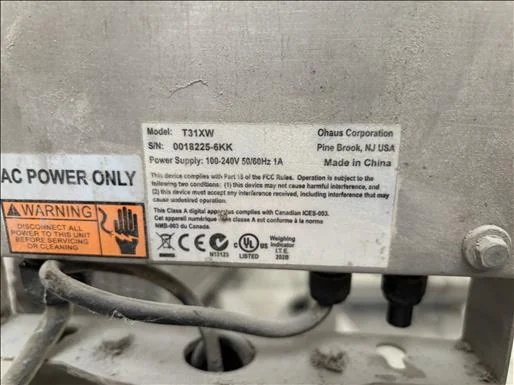 Model: T31XW
S/N: 0018225-6KK
Power Supply: 100-240V 50/60Hz 1A
Ohaus Corporation
Pine Brook, NJ USA
Made in China
This device complies with Part 15 of the FCC Rules. Operation is subject to the
following two conditions: (1) this device may not cause harmful interference, and
(2) this device must accept any interference received, including interference that may
cause undesired operation.
This Class A digital apparatus complies with Canadian ICES-003.
Cet appareil numérique de la classe A est conforme à la norme
NMB-003 du Canada.
CE
N13123
C UL US
LISTED
Weighing
Indicator
I.T.E.
202B
AC POWER ONLY
WARNING
DISCONNECT ALL
POWER TO THIS UNIT
BEFORE SERVICING
OR CLEANING